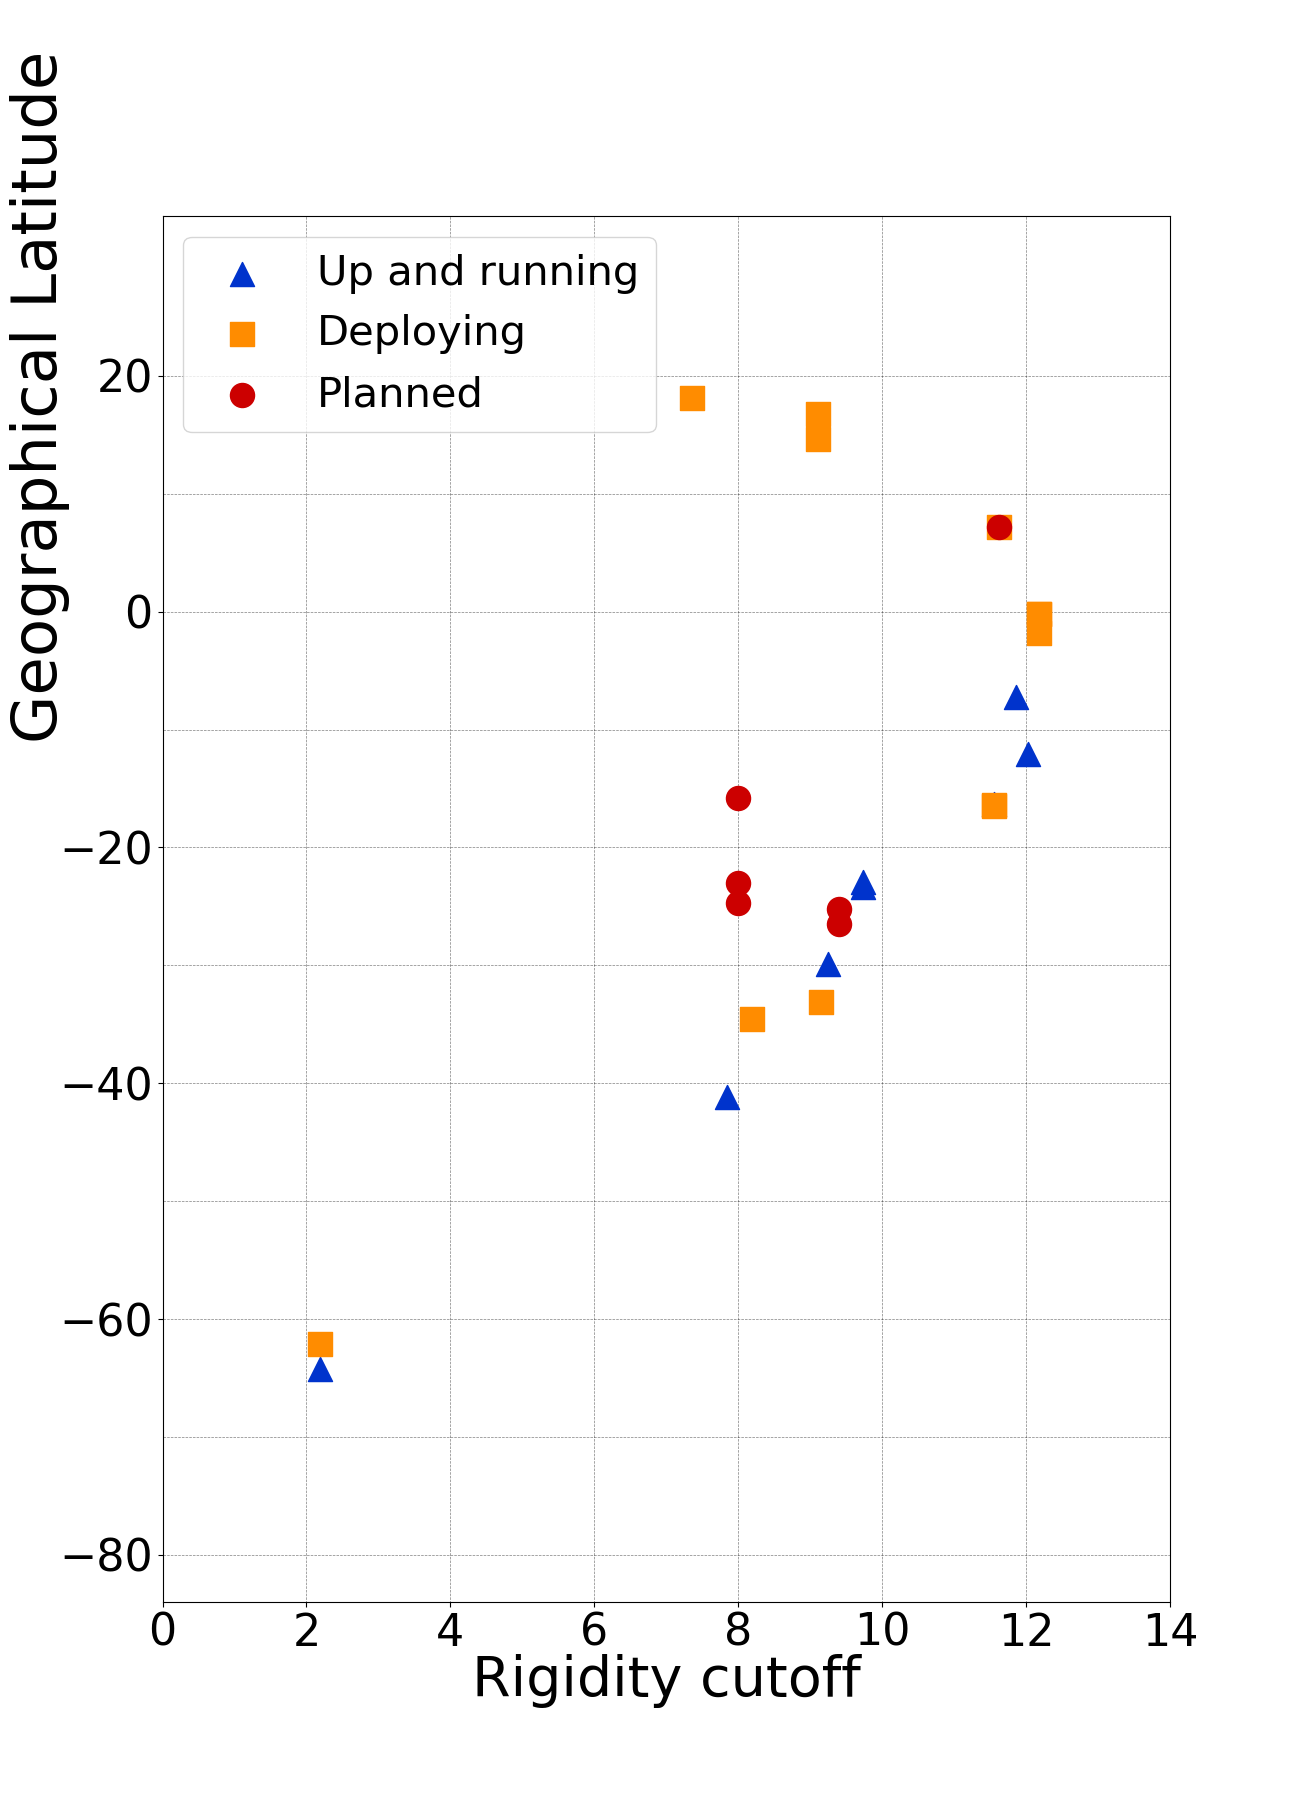 Geographical Latitude
Up and running
Deploying
Planned
20
0
−20
−40
−60
−80
0 2 4 6 8 10 12 14
Rigidity cutoff